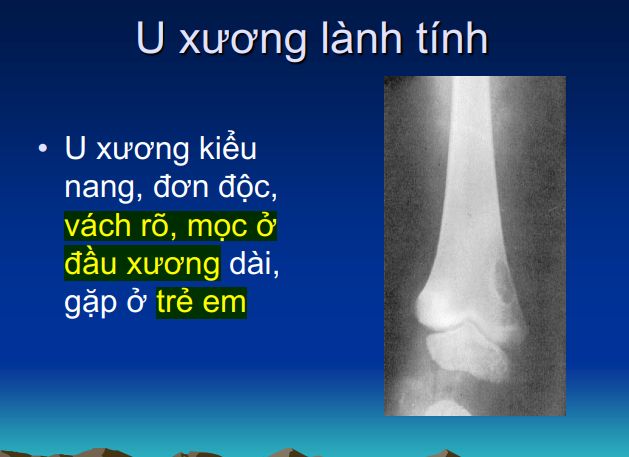 U xương lành tính
• U xương kiểu
nang, đơn độc,
vách rõ, mọc ở
đầu xương dài,
gặp ở trẻ em